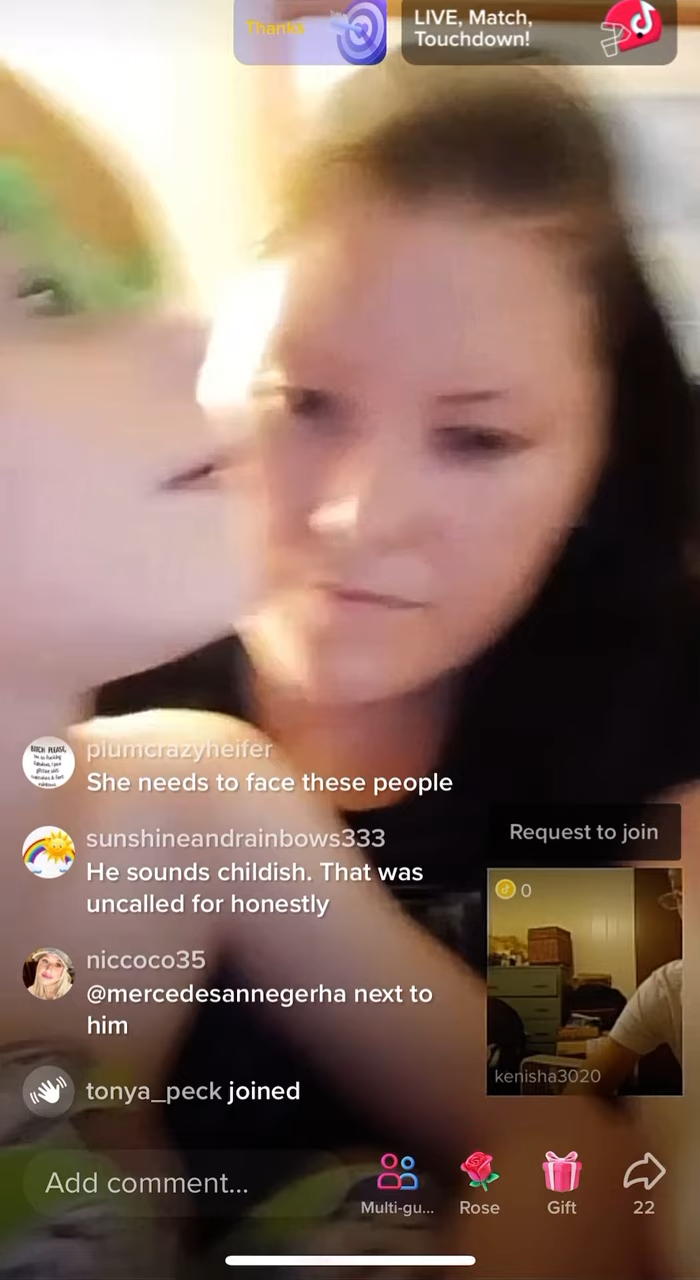 Thanks
LIVE, Match,
Touchdown!
plumcrazyheifer
She needs to face these people
sunshineandrainbows333
He sounds childish. That was
uncalled for honestly
niccoco35
@mercedesannegerha next to
him
tonya_peck joined
Request to join
0
kenisha3020
Add comment...
Multi-gu...
Rose
Gift
22
BITCH PLEASE,